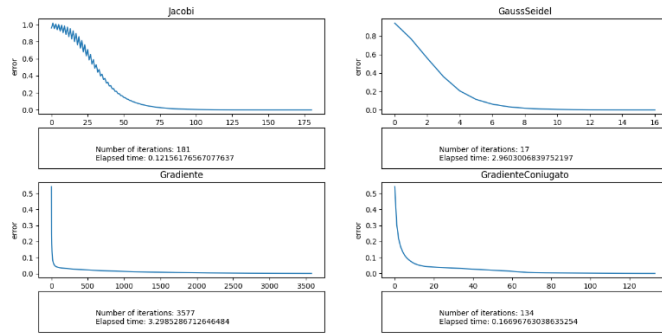 Jacobi
GaussSeidel
error
1.0
0.8
0.6
0.4
0.2
0.0
0 25 50 75 100 125 150 175
error
0.8
0.6
0.4
0.2
0.0
0 2 4 6 8 10 12 14 16
Number of iterations: 181
Elapsed time: 0.12156176567077637
Number of iterations: 17
Elapsed time: 2.9603006839752197
Gradiente
GradienteConiugato
error
0.5
0.4
0.3
0.2
0.1
0.0
0 500 1000 1500 2000 2500 3000 3500
error
0.5
0.4
0.3
0.2
0.1
0.0
0 20 40 60 80 100 120
Number of iterations: 3577
Elapsed time: 3.2985286712646484
Number of iterations: 134
Elapsed time: 0.16696763038635254